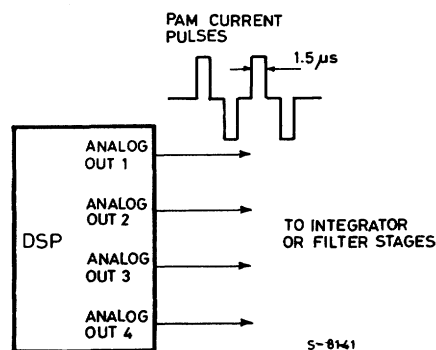 PAM CURRENT
PULSES
1.5 µs
ANALOG
OUT 1
ANALOG
OUT 2
DSP
ANALOG
OUT 3
ANALOG
OUT 4
TO INTEGRATOR
OR FILTER STAGES
S-8141